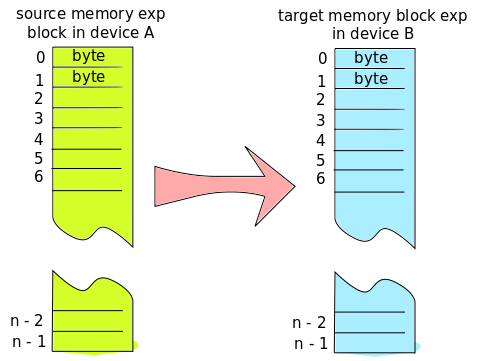 source memory exp
block in device A
target memory block exp
in device B
0 byte
1 byte
2
3
4
5
6
n - 2
n - 1
0 byte
1 byte
2
3
4
5
6
n - 2
n - 1